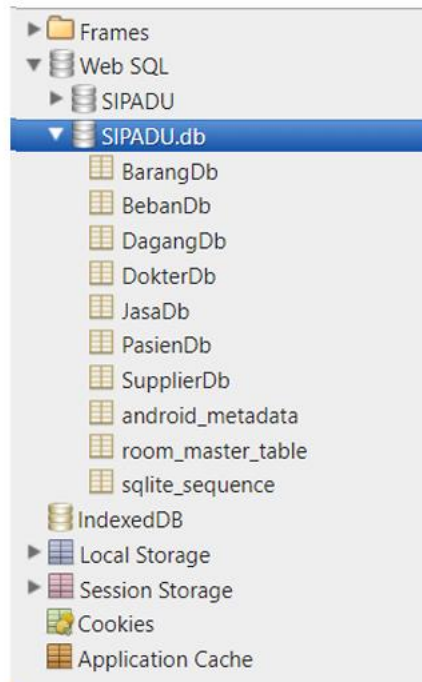 Frames
Web SQL
SIPADU
SIPADU.db
BarangDb
BebanDb
DagangDb
DokterDb
JasaDb
PasienDb
SupplierDb
android_metadata
room_master_table
sqlite_sequence
IndexedDB
Local Storage
Session Storage
Cookies
Application Cache